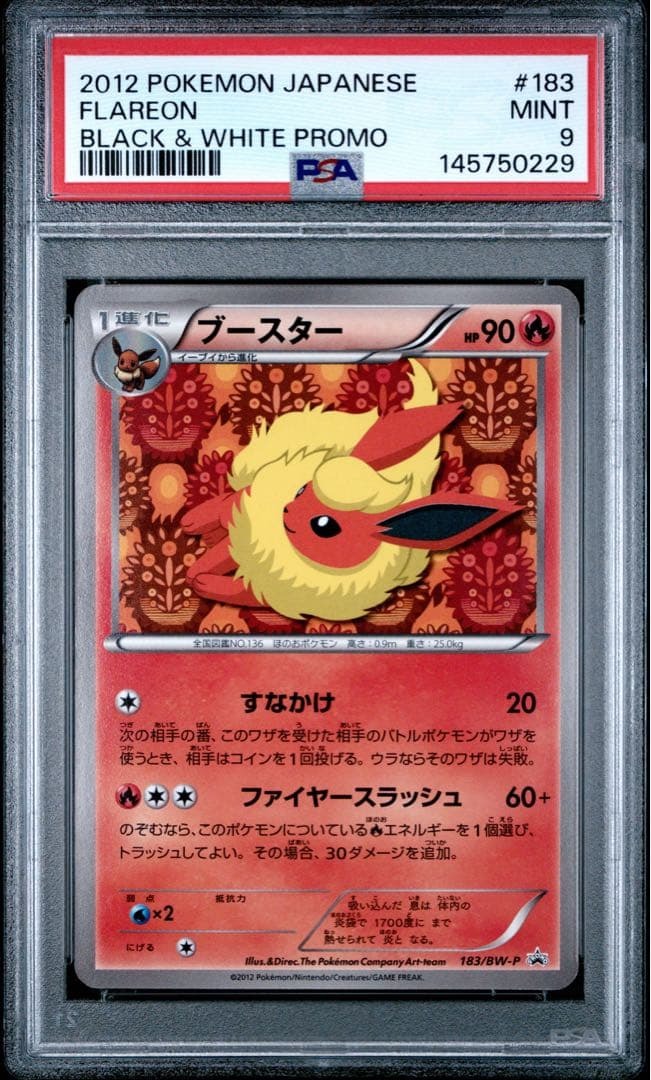 2012 POKEMON JAPANESE #183
FLAREON MINT
BLACK & WHITE PROMO 9
PSA 145750229
1進化 ブースター HP90
イーブイから進化
全国図鑑NO.136 ほのおポケモン 高さ:0.9m 重さ:25.0kg
すなかけ 20
次の相手の番、このワザを受けた相手のバトルポケモンがワザを
使うとき、相手はコインを1回投げる。ウラならそのワザは失敗。
ファイヤースラッシュ 60+
のぞむなら、このポケモンについているエネルギーを1個選び、
トラッシュしてよい。その場合、30ダメージを追加。
弱点 抵抗力
×2
にげる
吸い込んだ 息は 体内の
炎袋で 1700度に まで
熱せられて 炎と なる。
Illus.&Direc.The Pokémon Company Art-team 183/BW-P
©2012 Pokémon/Nintendo/Creatures/GAME FREAK.
PSA